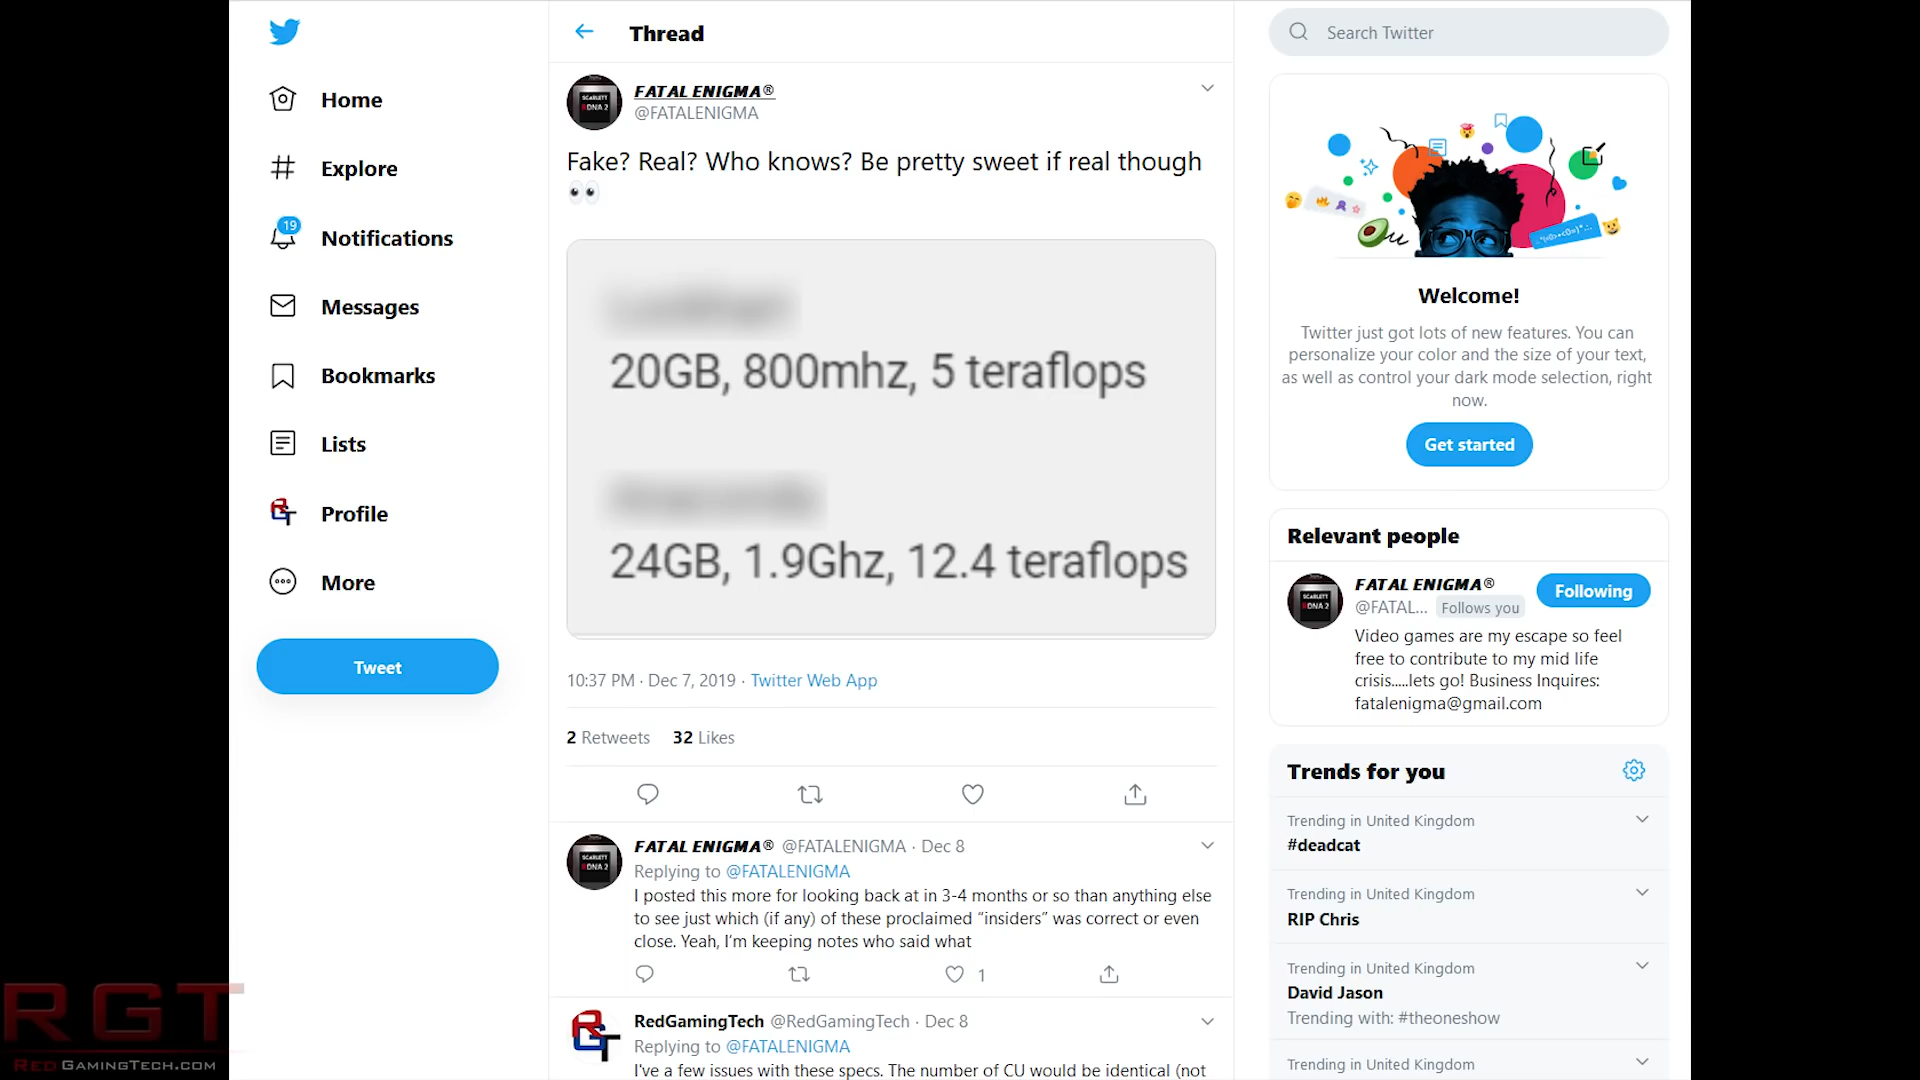 Home
Explore
19
Notifications
Messages
Bookmarks
Lists
Profile
More
Tweet
Thread
FATAL ENIGMA®
@FATALENIGMA
Fake? Real? Who knows? Be pretty sweet if real though
👀
20GB, 800mhz, 5 teraflops
24GB, 1.9Ghz, 12.4 teraflops
10:37 PM · Dec 7, 2019 · Twitter Web App
2 Retweets 32 Likes
FATAL ENIGMA® @FATALENIGMA · Dec 8
Replying to @FATALENIGMA
I posted this more for looking back at in 3-4 months or so than anything else
to see just which (if any) of these proclaimed “insiders” was correct or even
close. Yeah, I'm keeping notes who said what
1
RedGamingTech @RedGamingTech · Dec 8
Replying to @FATALENIGMA
I've a few issues with these specs. The number of CU would be identical (not
Search Twitter
Welcome!
Twitter just got lots of new features. You can
personalize your color and the size of your text,
as well as control your dark mode selection, right
now.
Get started
Relevant people
FATAL ENIGMA®
@FATAL... Follows you
Following
Video games are my escape so feel
free to contribute to my mid life
crisis.....lets go! Business Inquires:
fatalenigma@gmail.com
Trends for you
Trending in United Kingdom
#deadcat
Trending in United Kingdom
RIP Chris
Trending in United Kingdom
David Jason
Trending with: #theoneshow
Trending in United Kingdom
RGT
REDGAMINGTECH.COM